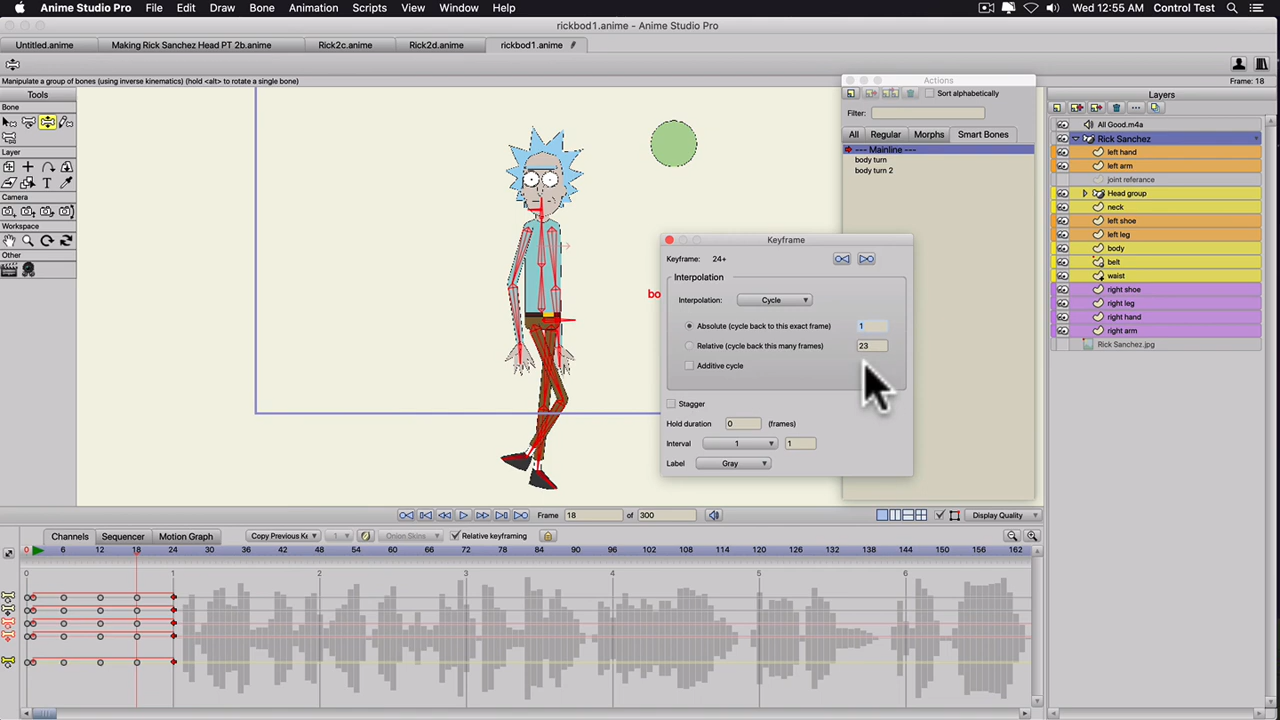 Anime Studio Pro File Edit Draw Bone Animation Scripts View Window Help Wed 12:55 AM Control Test
rickbod1.anime - Anime Studio Pro
Untitled.anime Making Rick Sanchez Head PT 2b.anime Rick2c.anime Rick2d.anime rickbod1.anime
Manipulate a group of bones (using inverse kinematics) (hold <alt> to rotate a single bone) Frame: 18
Tools
Bone
Layer
Camera
Workspace
Other
Actions
Sort alphabetically
Filter:
All Regular Morphs Smart Bones
--- Mainline ---
body turn
body turn 2
bo
Keyframe
Keyframe: 24+
Interpolation
Interpolation: Cycle
Absolute (cycle back to this exact frame) 1
Relative (cycle back this many frames) 23
Additive cycle
Stagger
Hold duration 0 (frames)
Interval 1 1
Label Gray
Layers
All Good.m4a
Rick Sanchez
left hand
left arm
joint referance
Head group
neck
left shoe
left leg
body
belt
waist
right shoe
right leg
right hand
right arm
Rick Sanchez.jpg
Frame 18 of 300 Display Quality
Channels Sequencer Motion Graph Copy Previous Ke 1 Onion Skins Relative keyframing
0 6 12 18 24 30 36 42 48 54 60 66 72 78 84 90 96 102 108 114 120 126 132 138 144 150 156 162
0 1 2 3 4 5 6